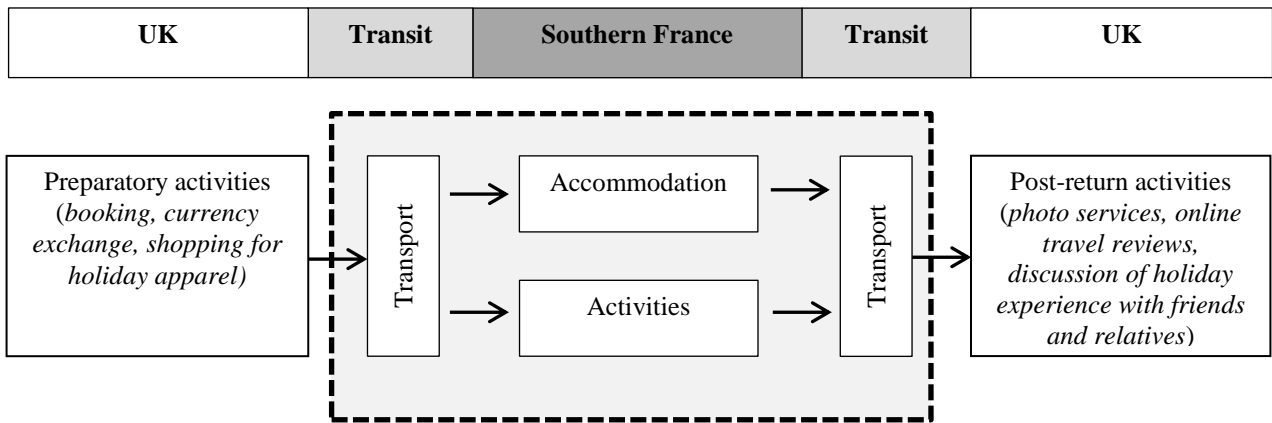 UK Transit Southern France Transit UK
Preparatory activities
(booking, currency
exchange, shopping for
holiday apparel)
Transport
Accommodation
Activities
Transport
Post-return activities
(photo services, online
travel reviews,
discussion of holiday
experience with friends
and relatives)